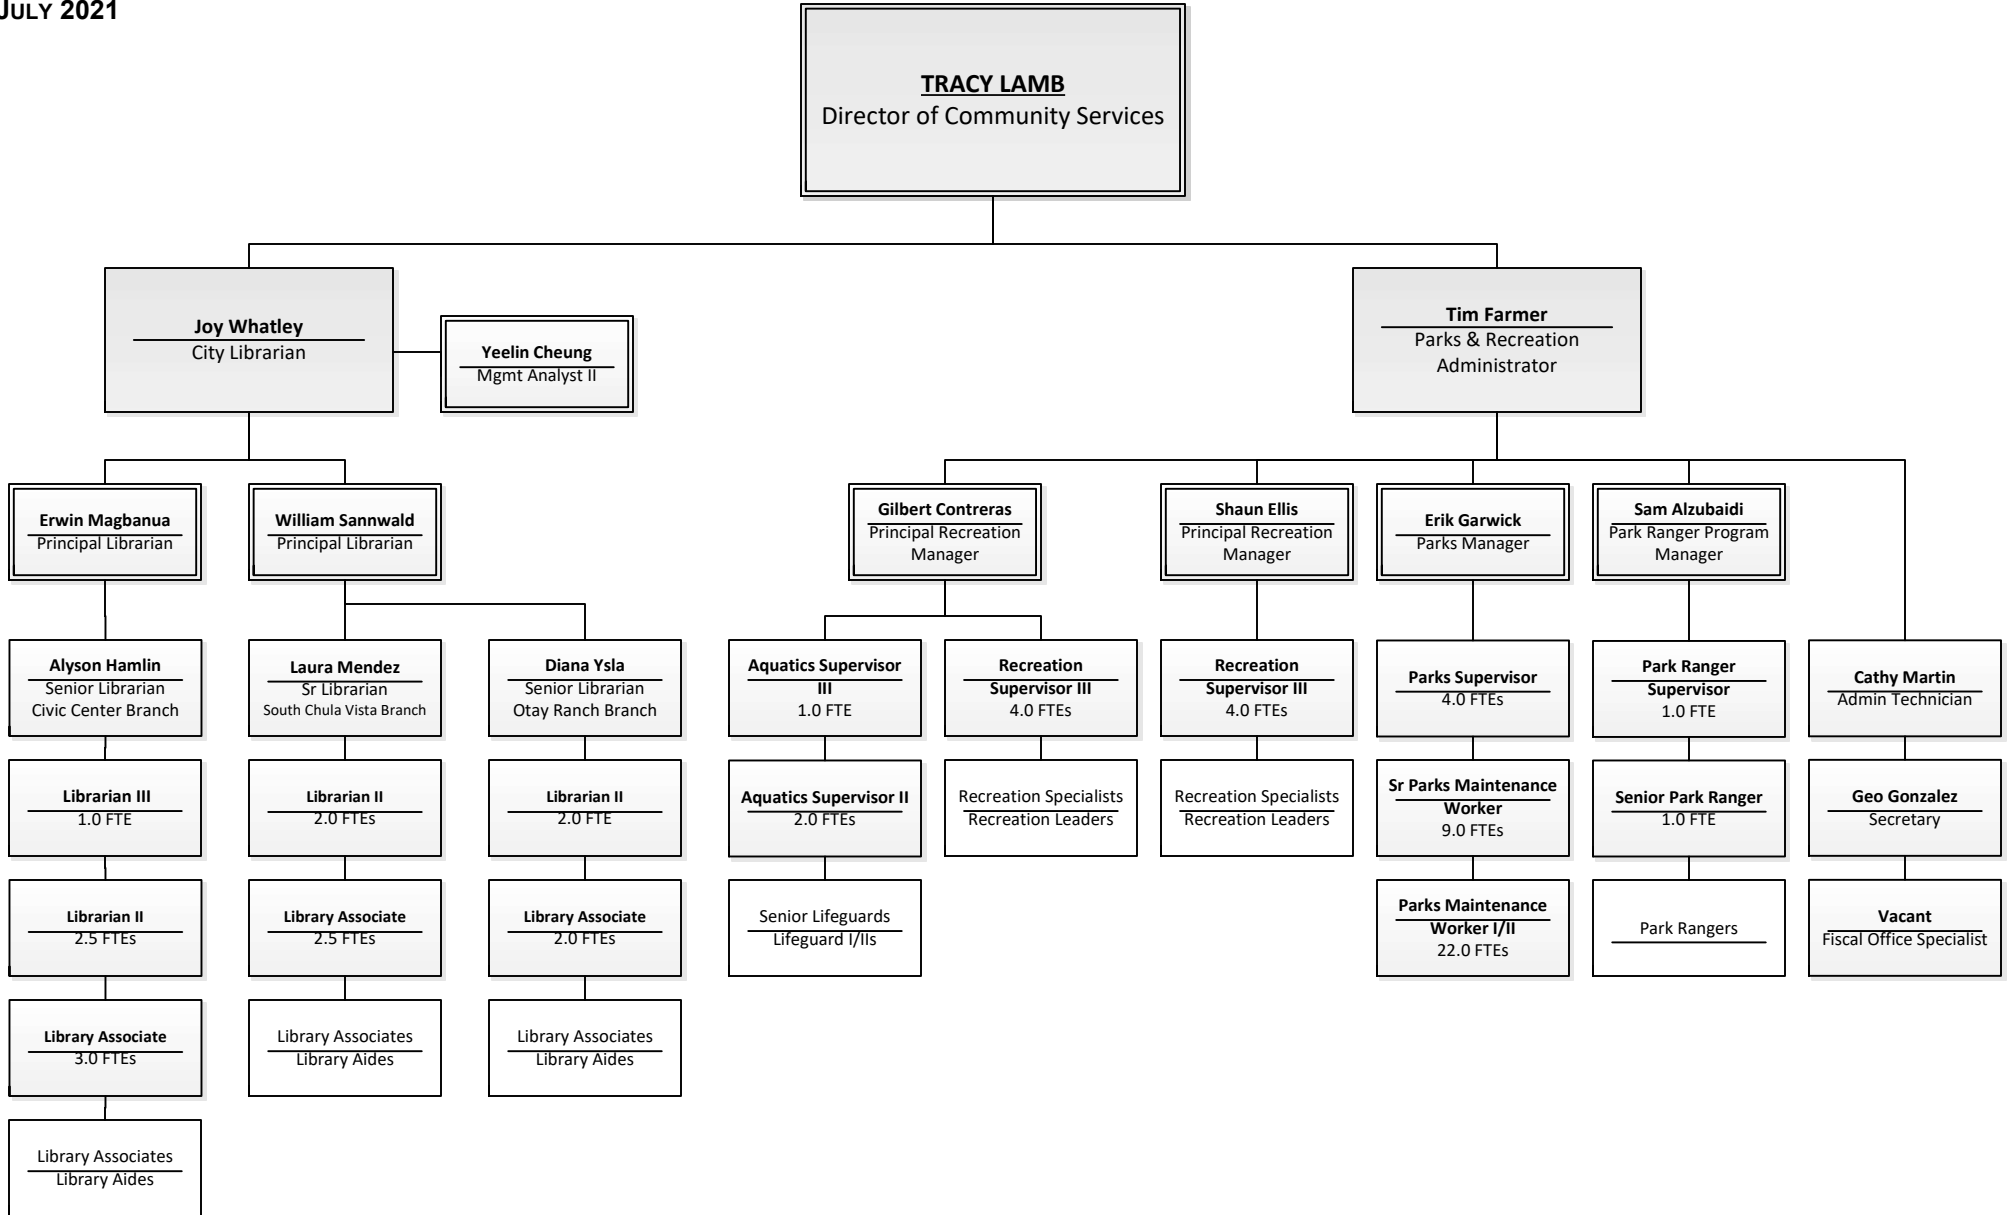 JULY 2021
TRACY LAMB
Director of Community Services
Joy Whatley
City Librarian
Yeelin Cheung
Mgmt Analyst II
Tim Farmer
Parks & Recreation
Administrator
Erwin Magbanua
Principal Librarian
William Sannwald
Principal Librarian
Gilbert Contreras
Principal Recreation
Manager
Shaun Ellis
Principal Recreation
Manager
Erik Garwick
Parks Manager
Sam Alzubaidi
Park Ranger Program
Manager
Alyson Hamlin
Senior Librarian
Civic Center Branch
Laura Mendez
Sr Librarian
South Chula Vista Branch
Diana Ysla
Senior Librarian
Otay Ranch Branch
Aquatics Supervisor
III
1.0 FTE
Recreation
Supervisor III
4.0 FTEs
Recreation
Supervisor III
4.0 FTEs
Parks Supervisor
4.0 FTEs
Park Ranger
Supervisor
1.0 FTE
Cathy Martin
Admin Technician
Librarian III
1.0 FTE
Librarian II
2.0 FTEs
Librarian II
2.0 FTE
Aquatics Supervisor II
2.0 FTEs
Recreation Specialists
Recreation Leaders
Recreation Specialists
Recreation Leaders
Sr Parks Maintenance
Worker
9.0 FTEs
Senior Park Ranger
1.0 FTE
Geo Gonzalez
Secretary
Librarian II
2.5 FTEs
Library Associate
2.5 FTEs
Library Associate
2.0 FTEs
Senior Lifeguards
Lifeguard I/IIs
Parks Maintenance
Worker I/II
22.0 FTEs
Park Rangers
Vacant
Fiscal Office Specialist
Library Associate
3.0 FTEs
Library Associates
Library Aides
Library Associates
Library Aides
Library Associates
Library Aides